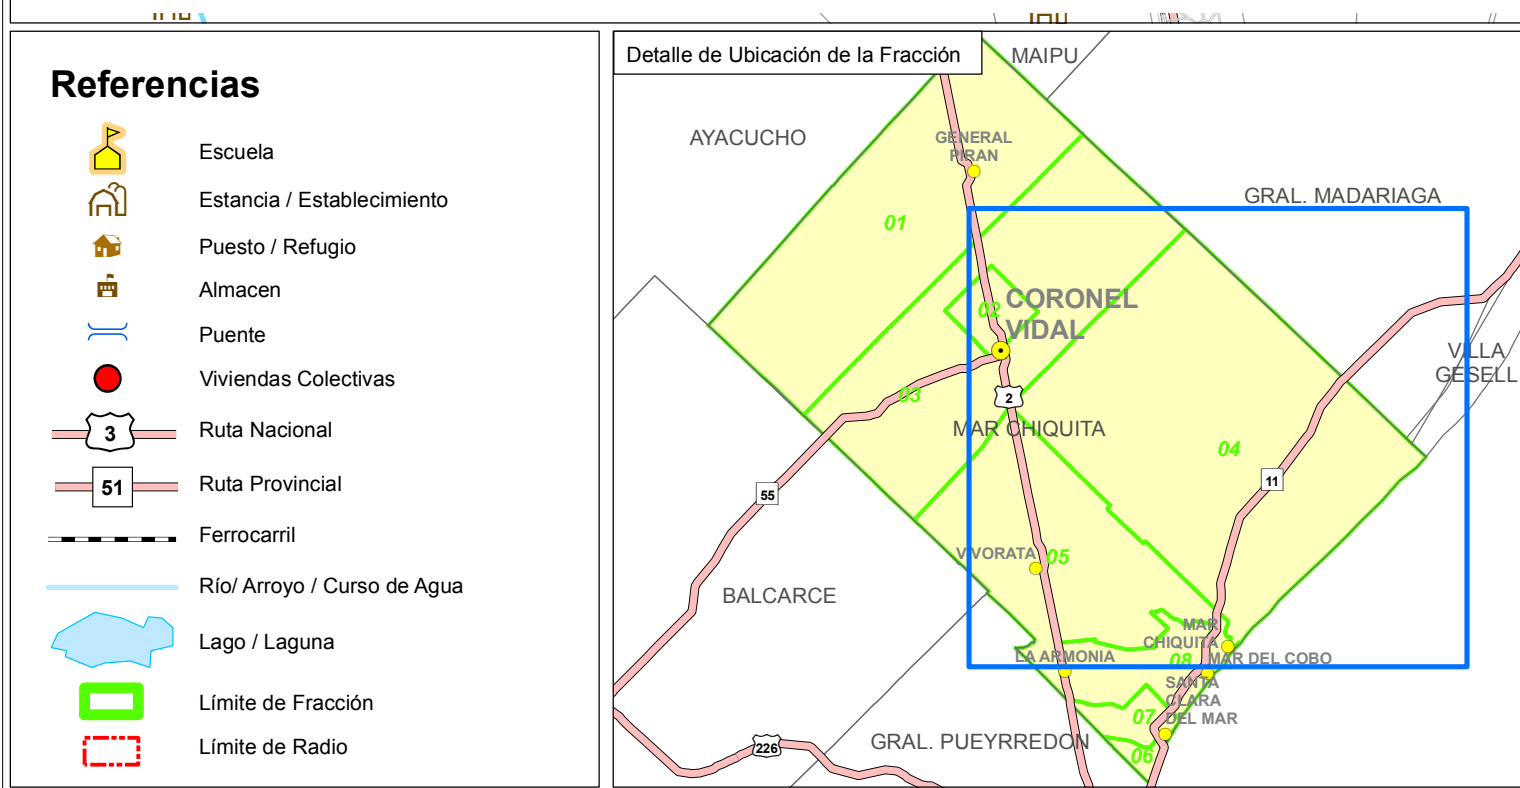 Referencias
Escuela
Estancia / Establecimiento
Puesto / Refugio
Almacen
Puente
Viviendas Colectivas
3
Ruta Nacional
51
Ruta Provincial
Ferrocarril
Río/ Arroyo / Curso de Agua
Lago / Laguna
Límite de Fracción
Límite de Radio
Detalle de Ubicación de la Fracción
MAIPU
AYACUCHO
GENERAL
PIRAN
GRAL. MADARIAGA
01
02
CORONEL
VIDAL
VILLA
GESELL
03
2
MAR CHIQUITA
04
11
55
VIVORATA
05
BALCARCE
MAR
CHIQUITA
LA ARMONIA
08
MAR DEL COBO
SANTA
CLARA
DEL MAR
07
GRAL. PUEYRREDON
226
06